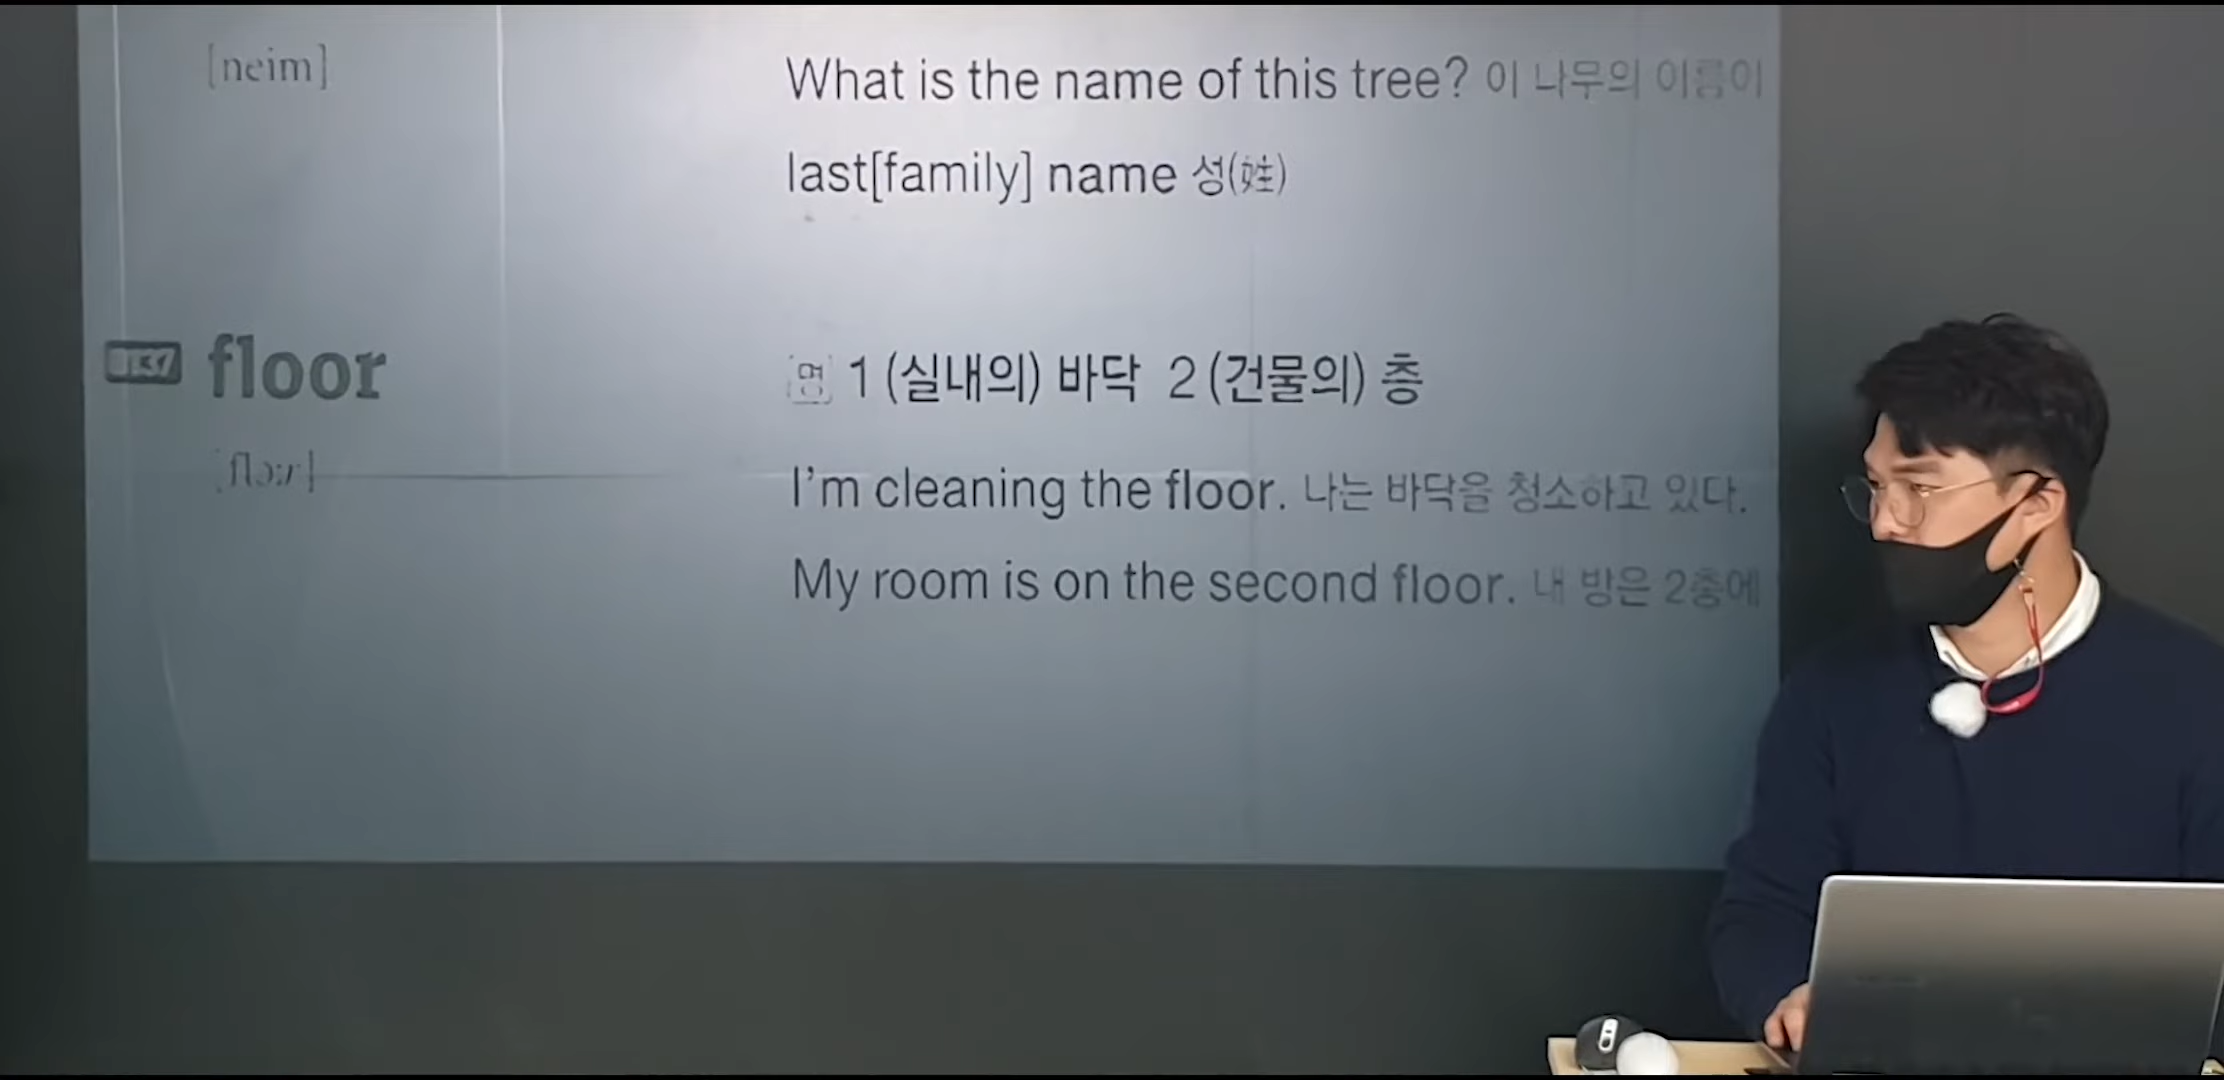 [neim]
What is the name of this tree? 이 나무의 이름이
last[family] name 성(姓)
floor
명 1 (실내의) 바닥 2 (건물의) 층
[flɔːr]
I'm cleaning the floor. 나는 바닥을 청소하고 있다.
My room is on the second floor. 내 방은 2층에